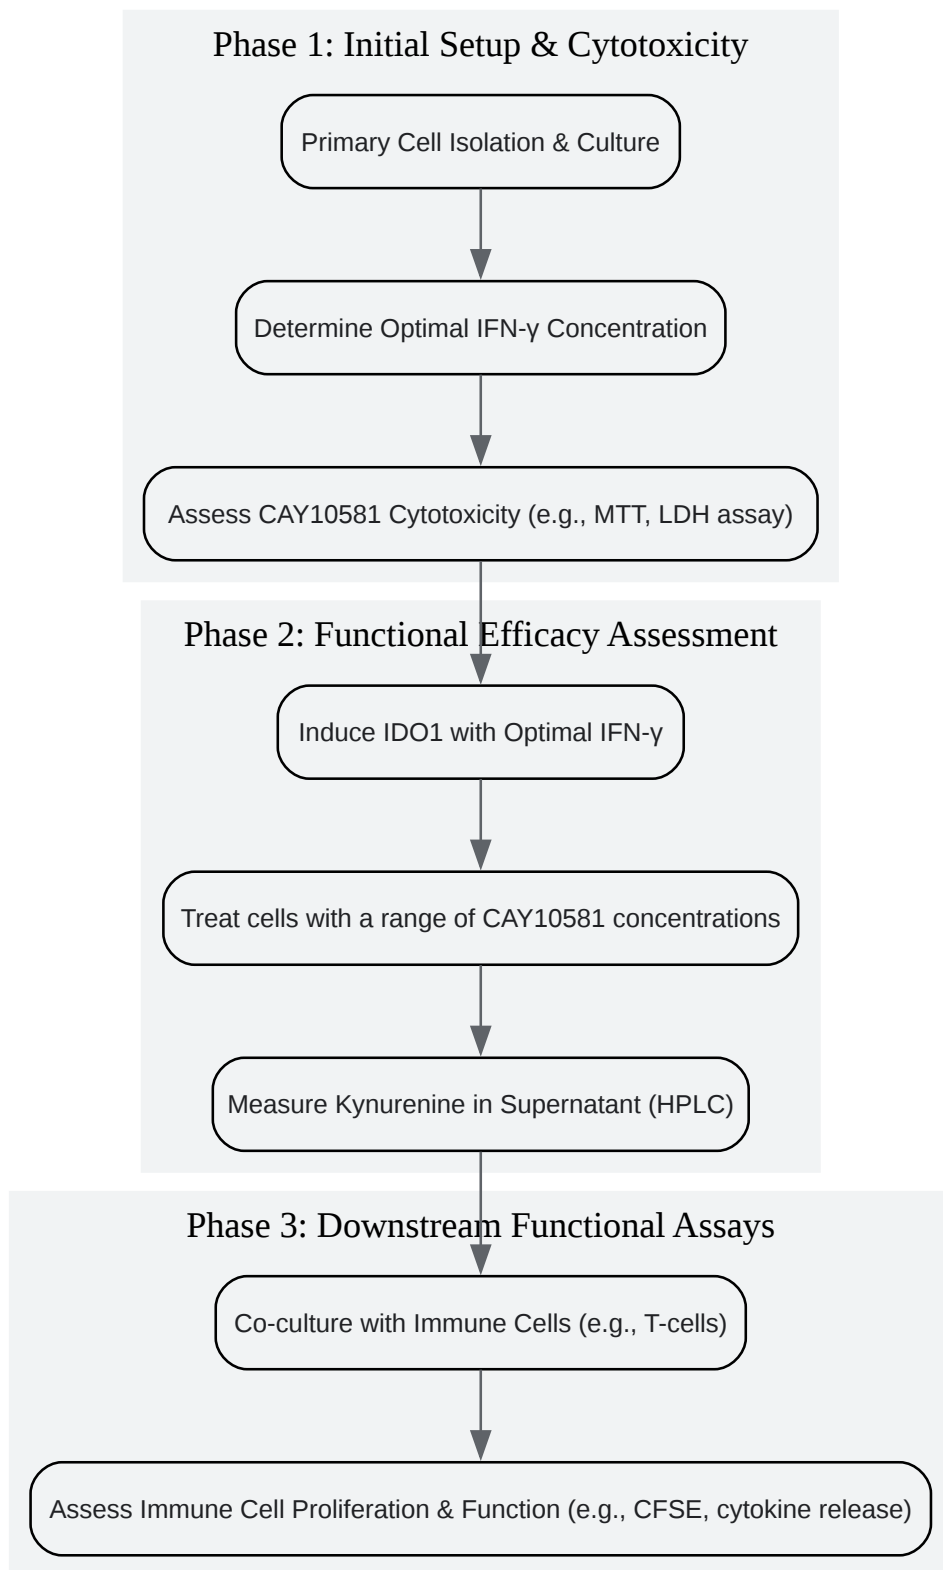 Phase 1: Initial Setup & Cytotoxicity
Primary Cell Isolation & Culture
Determine Optimal IFN-γ Concentration
Assess CAY10581 Cytotoxicity (e.g., MTT, LDH assay)
Phase 2: Functional Efficacy Assessment
Induce IDO1 with Optimal IFN-γ
Treat cells with a range of CAY10581 concentrations
Measure Kynurenine in Supernatant (HPLC)
Phase 3: Downstream Functional Assays
Co-culture with Immune Cells (e.g., T-cells)
Assess Immune Cell Proliferation & Function (e.g., CFSE, cytokine release)